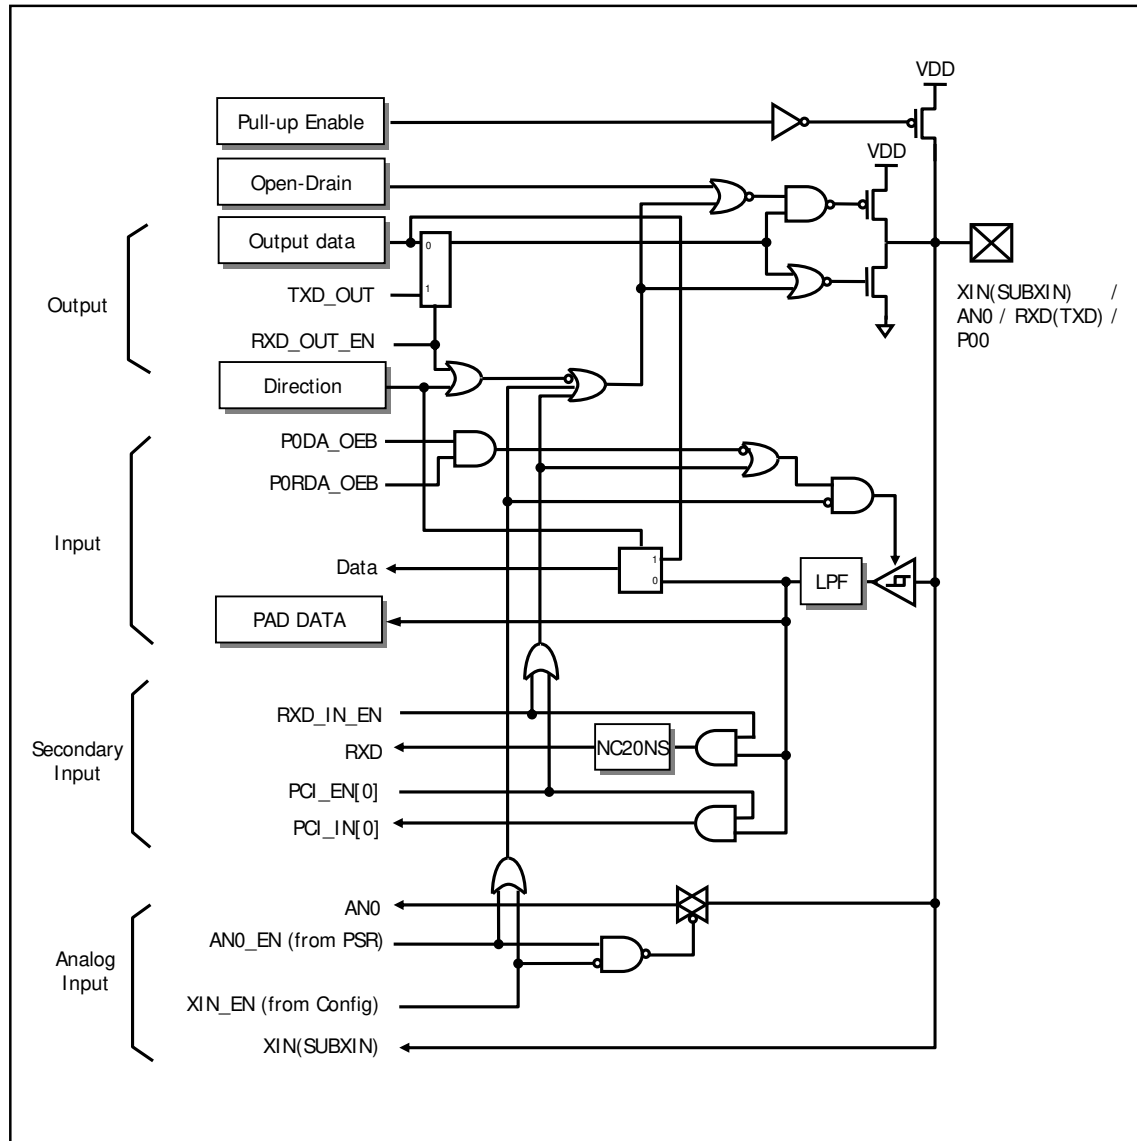 VDD
Pull-up Enable
VDD
Open-Drain
Output data
0
TXD_OUT
1
Output
XIN(SUBXIN) /
AN0 / RXD(TXD) /
P00
RXD_OUT_EN
Direction
P0DA_OEB
P0RDA_OEB
Input
Data
1
0
LPF
PAD DATA
RXD_IN_EN
Secondary
Input
RXD
NC20NS
PCI_EN[0]
PCI_IN[0]
AN0
AN0_EN (from PSR)
Analog
Input
XIN_EN (from Config)
XIN(SUBXIN)